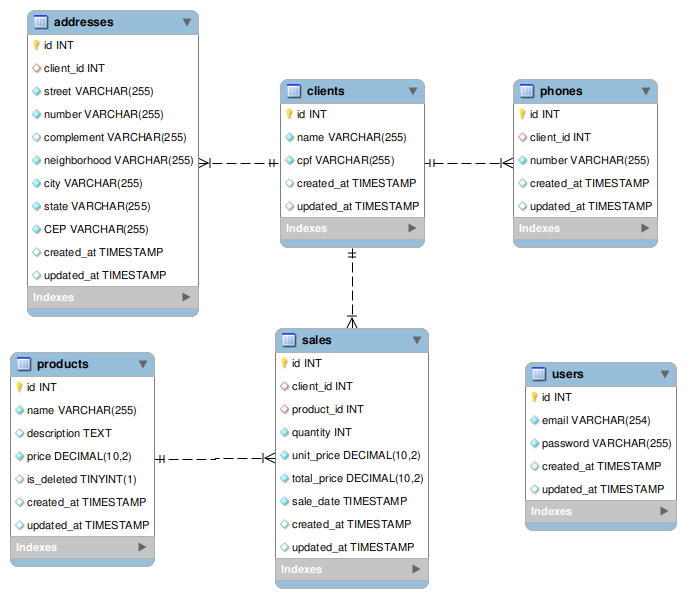 addresses
id INT
client_id INT
street VARCHAR(255)
number VARCHAR(255)
complement VARCHAR(255)
neighborhood VARCHAR(255)
city VARCHAR(255)
state VARCHAR(255)
CEP VARCHAR(255)
created_at TIMESTAMP
updated_at TIMESTAMP
Indexes
clients
id INT
name VARCHAR(255)
cpf VARCHAR(255)
created_at TIMESTAMP
updated_at TIMESTAMP
Indexes
phones
id INT
client_id INT
number VARCHAR(255)
created_at TIMESTAMP
updated_at TIMESTAMP
Indexes
products
id INT
name VARCHAR(255)
description TEXT
price DECIMAL(10,2)
is_deleted TINYINT(1)
created_at TIMESTAMP
updated_at TIMESTAMP
Indexes
sales
id INT
client_id INT
product_id INT
quantity INT
unit_price DECIMAL(10,2)
total_price DECIMAL(10,2)
sale_date TIMESTAMP
created_at TIMESTAMP
updated_at TIMESTAMP
Indexes
users
id INT
email VARCHAR(254)
password VARCHAR(255)
created_at TIMESTAMP
updated_at TIMESTAMP
Indexes